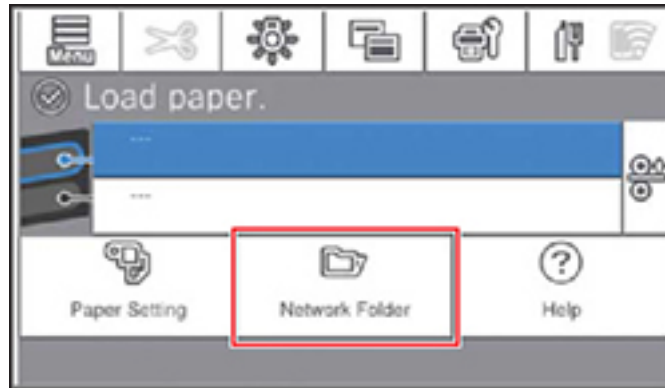 Menu
Load paper.
---
---
Paper Setting
Network Folder
Help